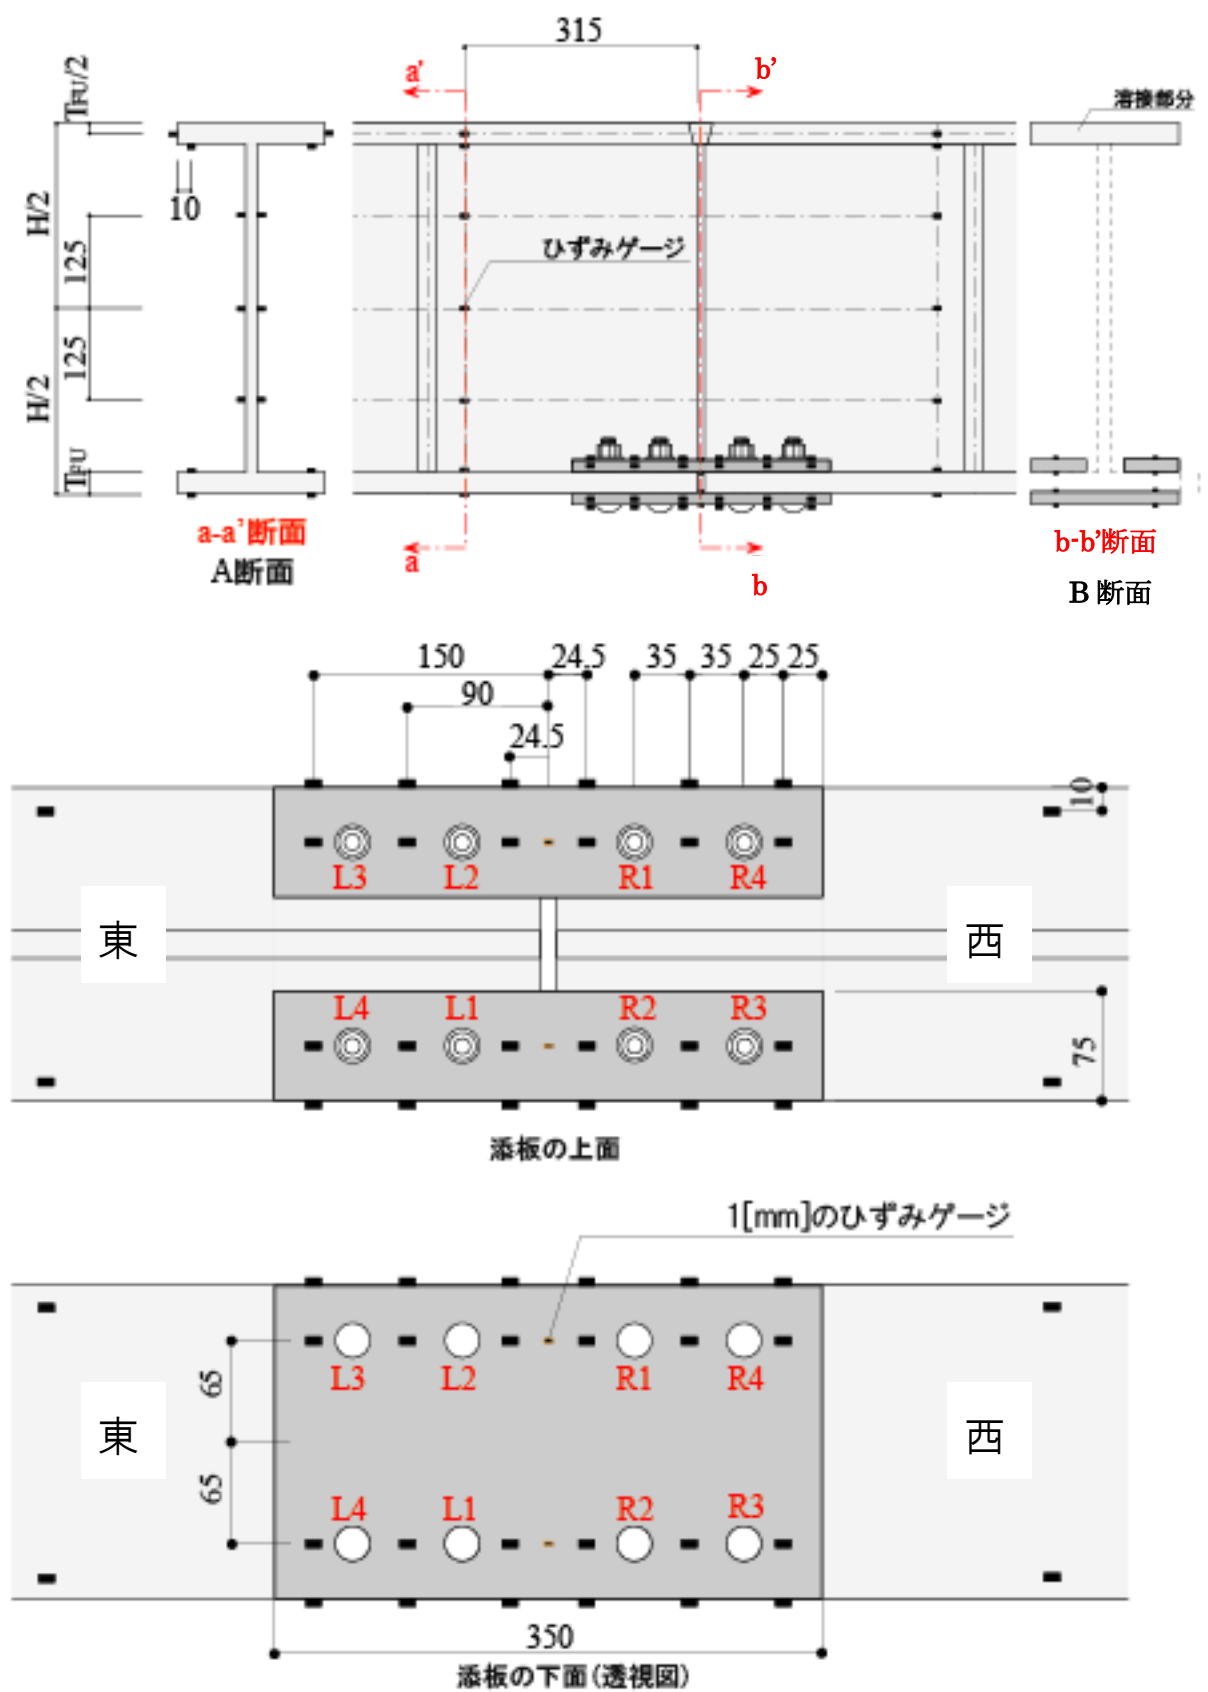 315
a'
b'
TFU/2
溶接部分
H/2
10
125
ひずみゲージ
125
H/2
TFU
a-a'断面
A断面
a
b
b-b'断面
B 断面
150
24.5
35
35
25
25
90
24.5
10
L3
L2
R1
R4
東
西
L4
L1
R2
R3
75
添板の上面
1[mm]のひずみゲージ
65
L3
L2
R1
R4
東
西
65
L4
L1
R2
R3
350
添板の下面(透視図)